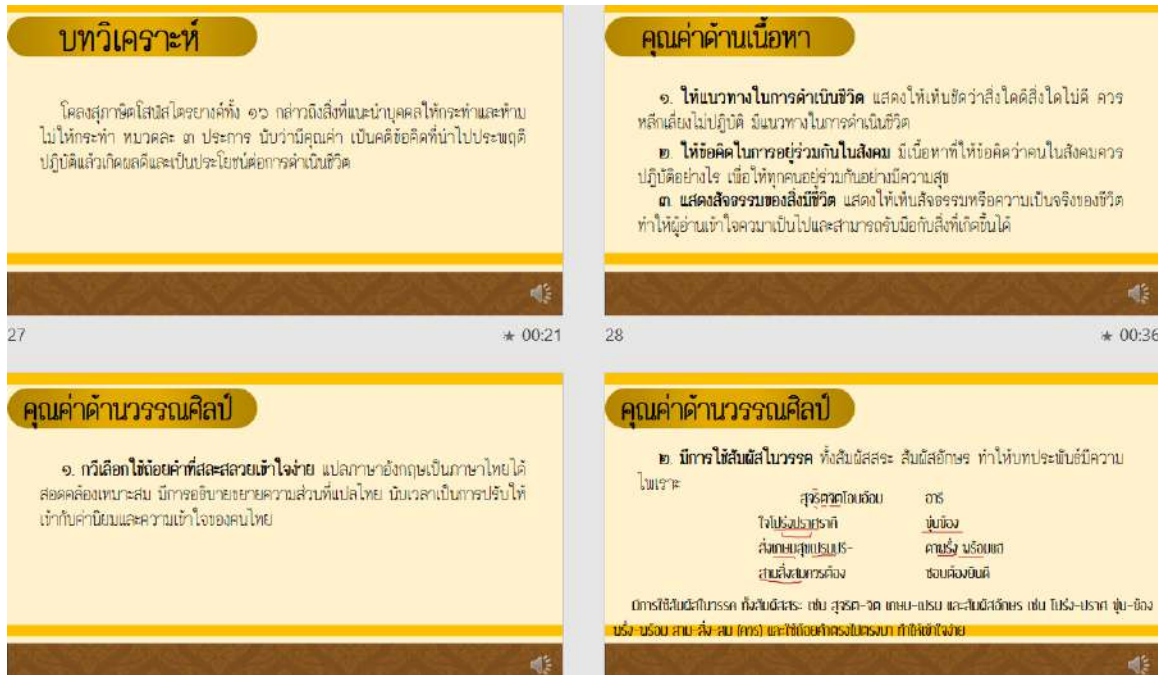 บทวิเคราะห์
โคลงสุภาษิตโสฬสไตรยางค์ทั้ง ๑๖ กล่าวถึงสิ่งที่แนะนำบุคคลให้กระทำและห้าม
ไม่ให้กระทำ หมวดละ ๓ ประการ นับว่ามีคุณค่า เป็นคติข้อคิดที่นำไปประพฤติ
ปฏิบัติแล้วเกิดผลดีและเป็นประโยชน์ต่อการดำเนินชีวิต
27
00:21
คุณค่าด้านเนื้อหา
๑. ให้แนวทางในการดำเนินชีวิต แสดงให้เห็นชัดว่าสิ่งใดดีสิ่งใดไม่ดี ควร
หลีกเลี่ยงไม่ปฏิบัติ มีแนวทางในการดำเนินชีวิต
๒. ให้ข้อคิดในการอยู่ร่วมกันในสังคม มีเนื้อหาที่ให้ข้อคิดว่าคนในสังคมควร
ปฏิบัติอย่างไร เพื่อให้ทุกคนอยู่ร่วมกันอย่างมีความสุข
๓. แสดงสัจธรรมของสิ่งมีชีวิต แสดงให้เห็นสัจธรรมหรือความเป็นจริงของชีวิต
ทำให้ผู้อ่านเข้าใจควมาเป็นไปและสามารถรับมือกับสิ่งที่เกิดขึ้นได้
28
00:36
คุณค่าด้านวรรณศิลป์
๑. กวีเลือกใช้ถ้อยคำที่สละสลวยเข้าใจง่าย แปลภาษาอังกฤษเป็นภาษาไทยได้
สอดคล้องเหมาะสม มีการอธิบายขยายความส่วนที่แปลไทย นับเวลาเป็นการปรับให้
เข้ากับค่านิยมและความเข้าใจของคนไทย
คุณค่าด้านวรรณศิลป์
๒. มีการใช้สัมผัสในวรรค ทั้งสัมผัสสระ สัมผัสอักษร ทำให้บทประพันธ์มีความ
ไพเราะ
สุจริตจิตโอบอ้อม อารี
ใจโปร่งปราศราคี ขุ่นข้อง
สิ่งเกษมสุขเปรมปรี- ดาพรั่ง พร้อมแฮ
สามสิ่งสมควรต้อง ชอบต้องยินดี
มีการใช้สัมผัสในวรรค ทั้งสัมผัสสระ เช่น สุจริต-จิต เกษม-เปรม และสัมผัสอักษร เช่น โปร่ง-ปราศ ขุ่น-ข้อง
พรั่ง-พร้อม สาม-สิ่ง-สม (ควร) และใช้ถ้อยคำตรงไปตรงมา ทำให้เข้าใจง่าย